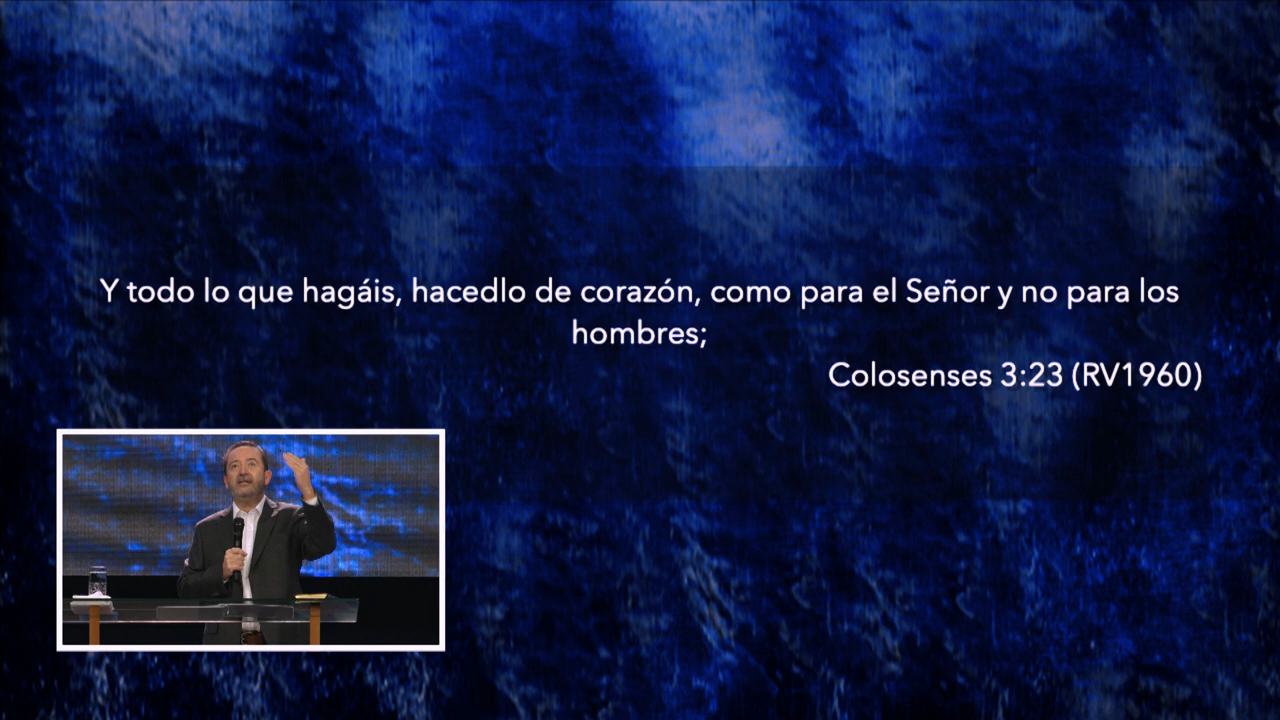 Y todo lo que hagáis, hacedlo de corazón, como para el Señor y no para los
hombres;
Colosenses 3:23 (RV1960)